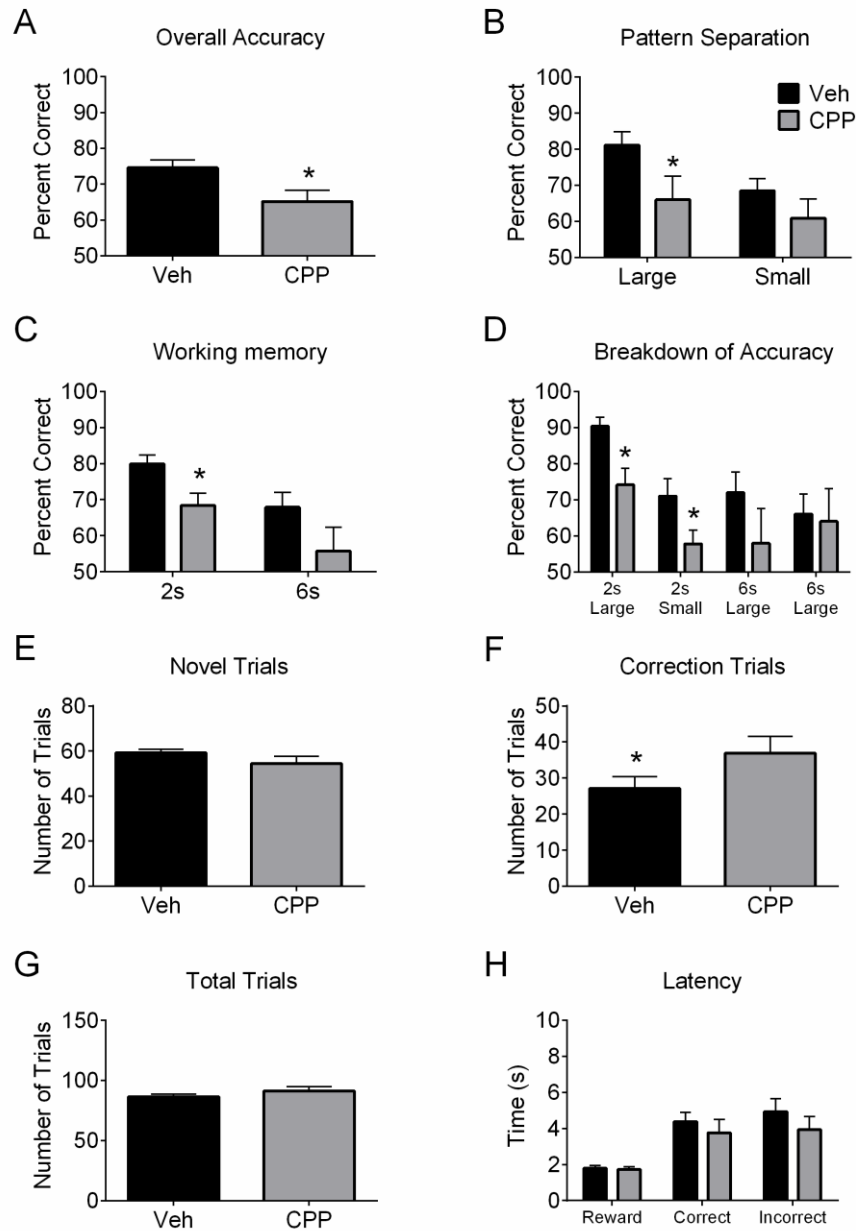 A
Overall Accuracy
Percent Correct
100
90
80
70
60
50
*
Veh
CPP
B
Pattern Separation
Percent Correct
100
90
80
70
60
50
*
Veh
CPP
Large
Small
C
Working memory
Percent Correct
100
90
80
70
60
50
*
2s
6s
D
Breakdown of Accuracy
Percent Correct
100
90
80
70
60
50
*
*
2s
Large
2s
Small
6s
Large
6s
Large
E
Novel Trials
Number of Trials
80
60
40
20
0
Veh
CPP
F
Correction Trials
Number of Trials
50
40
30
20
10
0
*
Veh
CPP
G
Total Trials
Number of Trials
150
100
50
0
Veh
CPP
H
Latency
Time (s)
10
8
6
4
2
0
Reward
Correct
Incorrect